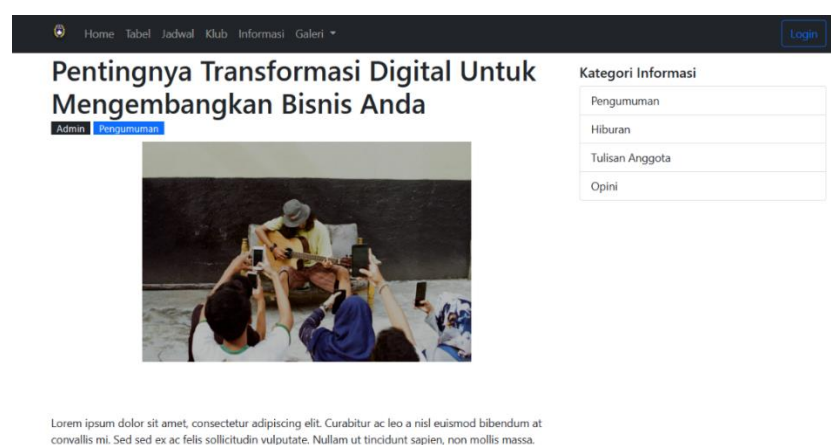 Home Tabel Jadwal Klub Informasi Galeri
Login
Pentingnya Transformasi Digital Untuk
Mengembangkan Bisnis Anda
Admin Pengumuman
Lorem ipsum dolor sit amet, consectetur adipiscing elit. Curabitur ac leo a nisl euismod bibendum at
convallis mi. Sed sed ex ac felis sollicitudin vulputate. Nullam ut tincidunt sapien, non mollis massa.
Kategori Informasi
Pengumuman
Hiburan
Tulisan Anggota
Opini